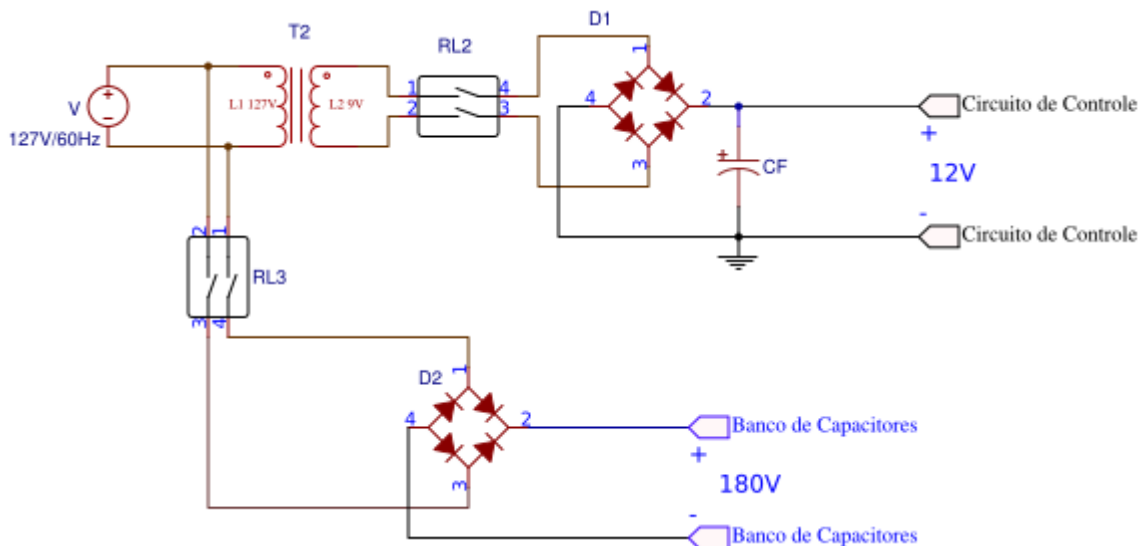 D1
T2
RL2
1
1
4
V
L1 127V
L2 9V
4
2
Circuito de Controle
2
3
+
127V/60Hz
+
CF
+
12V
3
-
-
Circuito de Controle
2
1
RL3
3
4
D2
1
4
2
Banco de Capacitores
+
3
180V
-
Banco de Capacitores